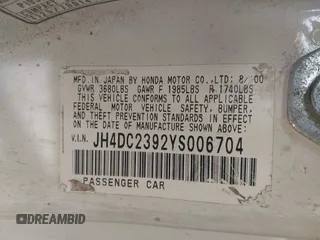 MFD. IN JAPAN BY HONDA MOTOR CO.,LTD: 8/00
GVWR 3680LBS GAWR F 1985LBS R 1740LBS
THIS VEHICLE CONFORMS TO ALL APPLICABLE
FEDERAL MOTOR VEHICLE SAFETY, BUMPER,
AND THEFT PREVENTION STANDARDS IN EFFECT
ON THE DATE OF MANUFACTURE SHOWN ABOVE.
V.I.N. JH4DC2392YS006704
PASSENGER CAR
DREAMBID